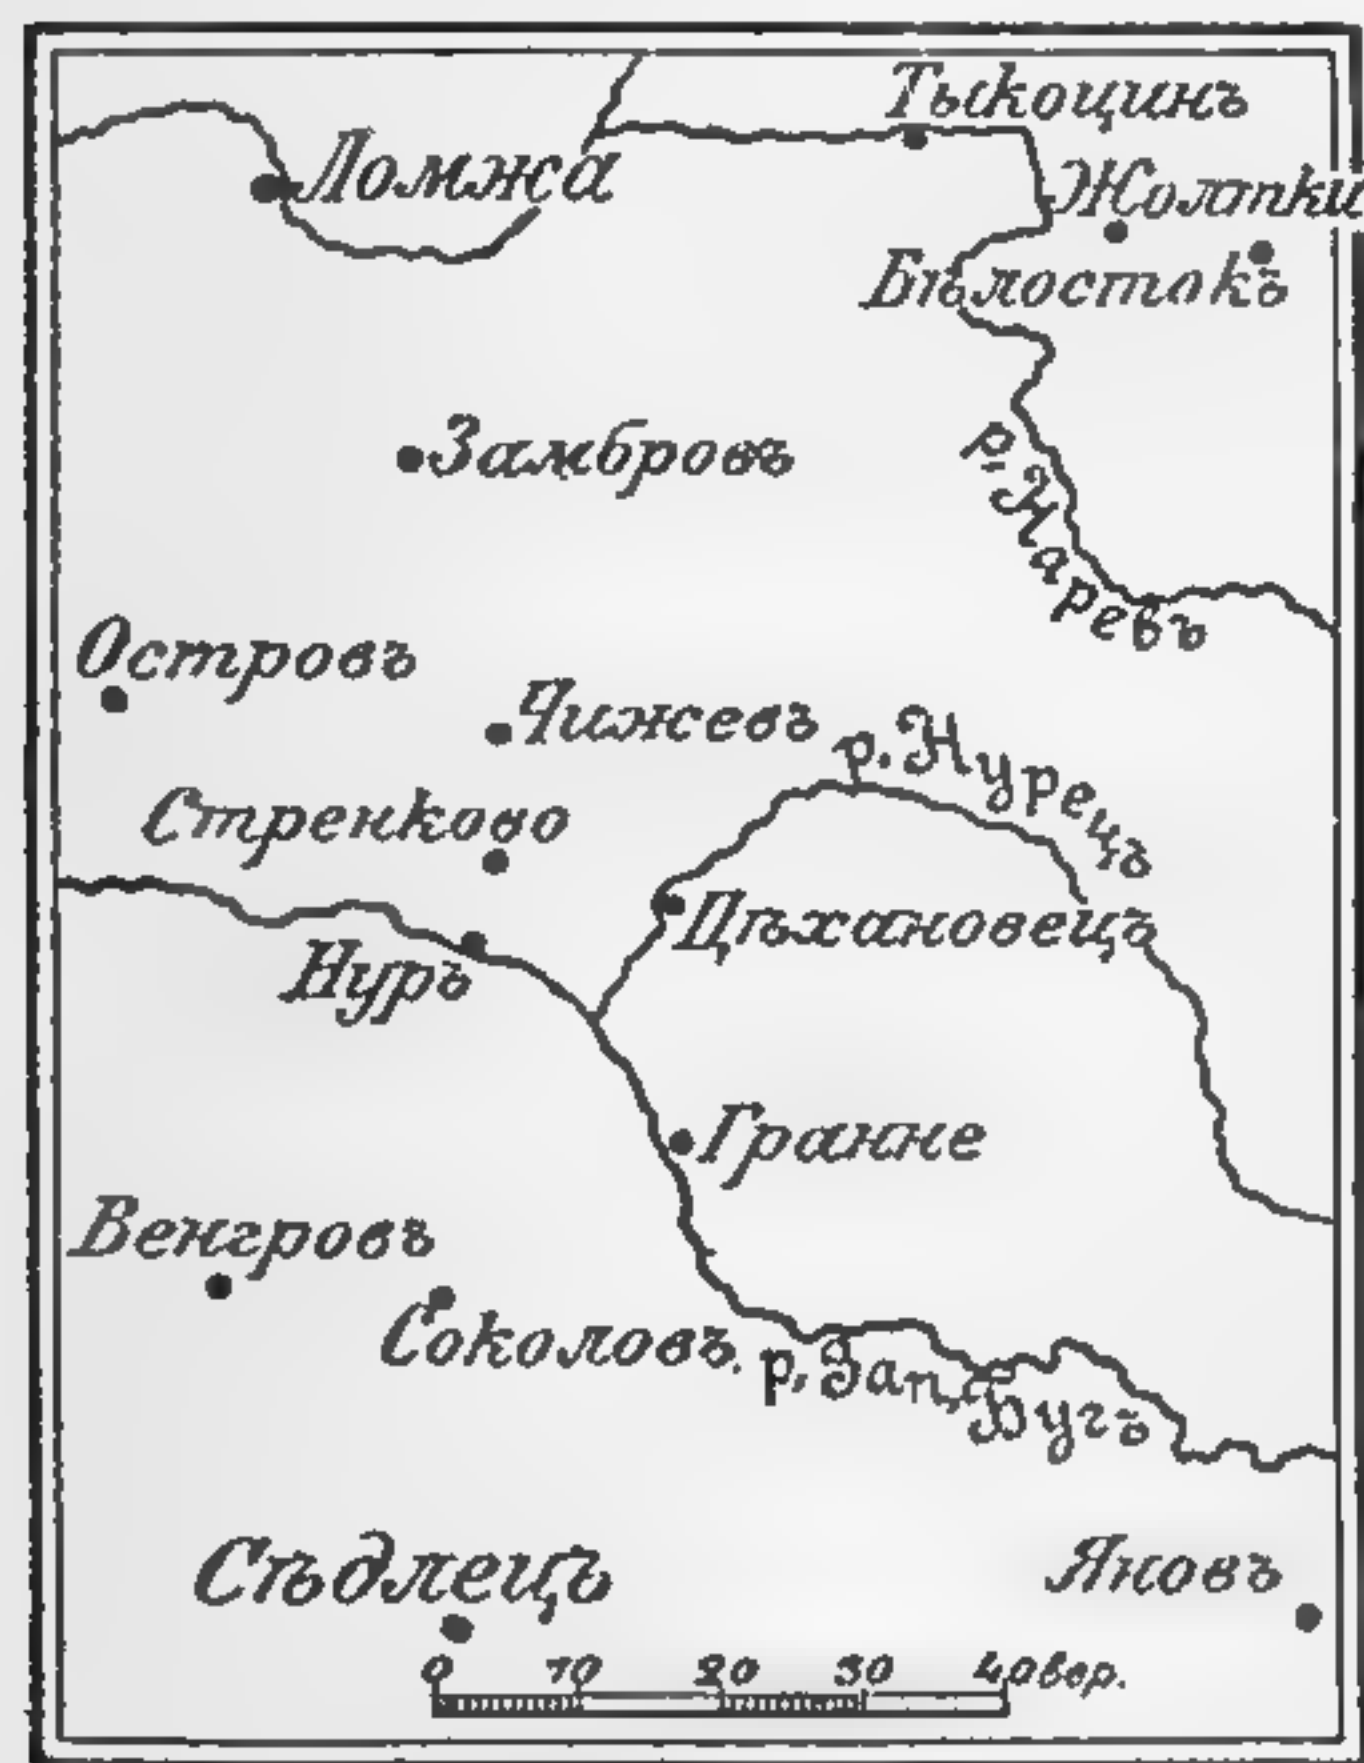 Тыкоцинъ
Ломжа
Жолтки
Бѣлостокъ
Замбровъ
р. Наревъ
Островъ
Чижевъ
р. Нурецъ
Стренково
Цѣхановецъ
Нуръ
Гранне
Венгровъ
Соколовъ.
р. Зап. Бугъ
Сѣдлецъ
Яновъ
0 10 20 30 40 вер.